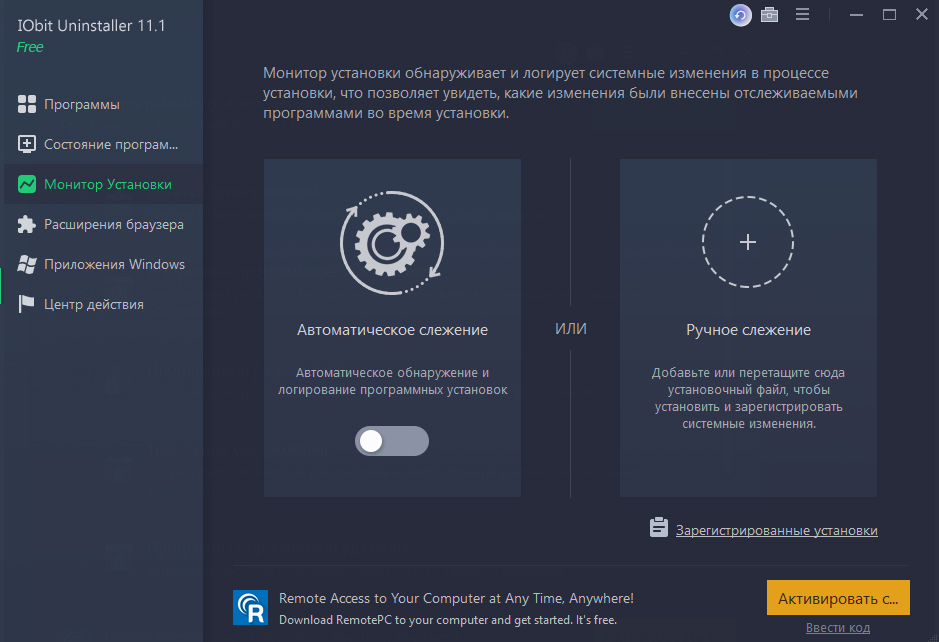 IObit Uninstaller 11.1
Free
Программы
Состояние програм...
Монитор Установки
Расширения браузера
Приложения Windows
Центр действия
Монитор установки обнаруживает и логирует системные изменения в процессе
установки, что позволяет увидеть, какие изменения были внесены отслеживаемыми
программами во время установки.
Автоматическое слежение
Автоматическое обнаружение и
логирование программных установок
ИЛИ
Ручное слежение
Добавьте или перетащите сюда
установочный файл, чтобы
установить и зарегистрировать
системные изменения.
Зарегистрированные установки
R
Remote Access to Your Computer at Any Time, Anywhere!
Download RemotePC to your computer and get started. It's free.
Активировать с...
Ввести код